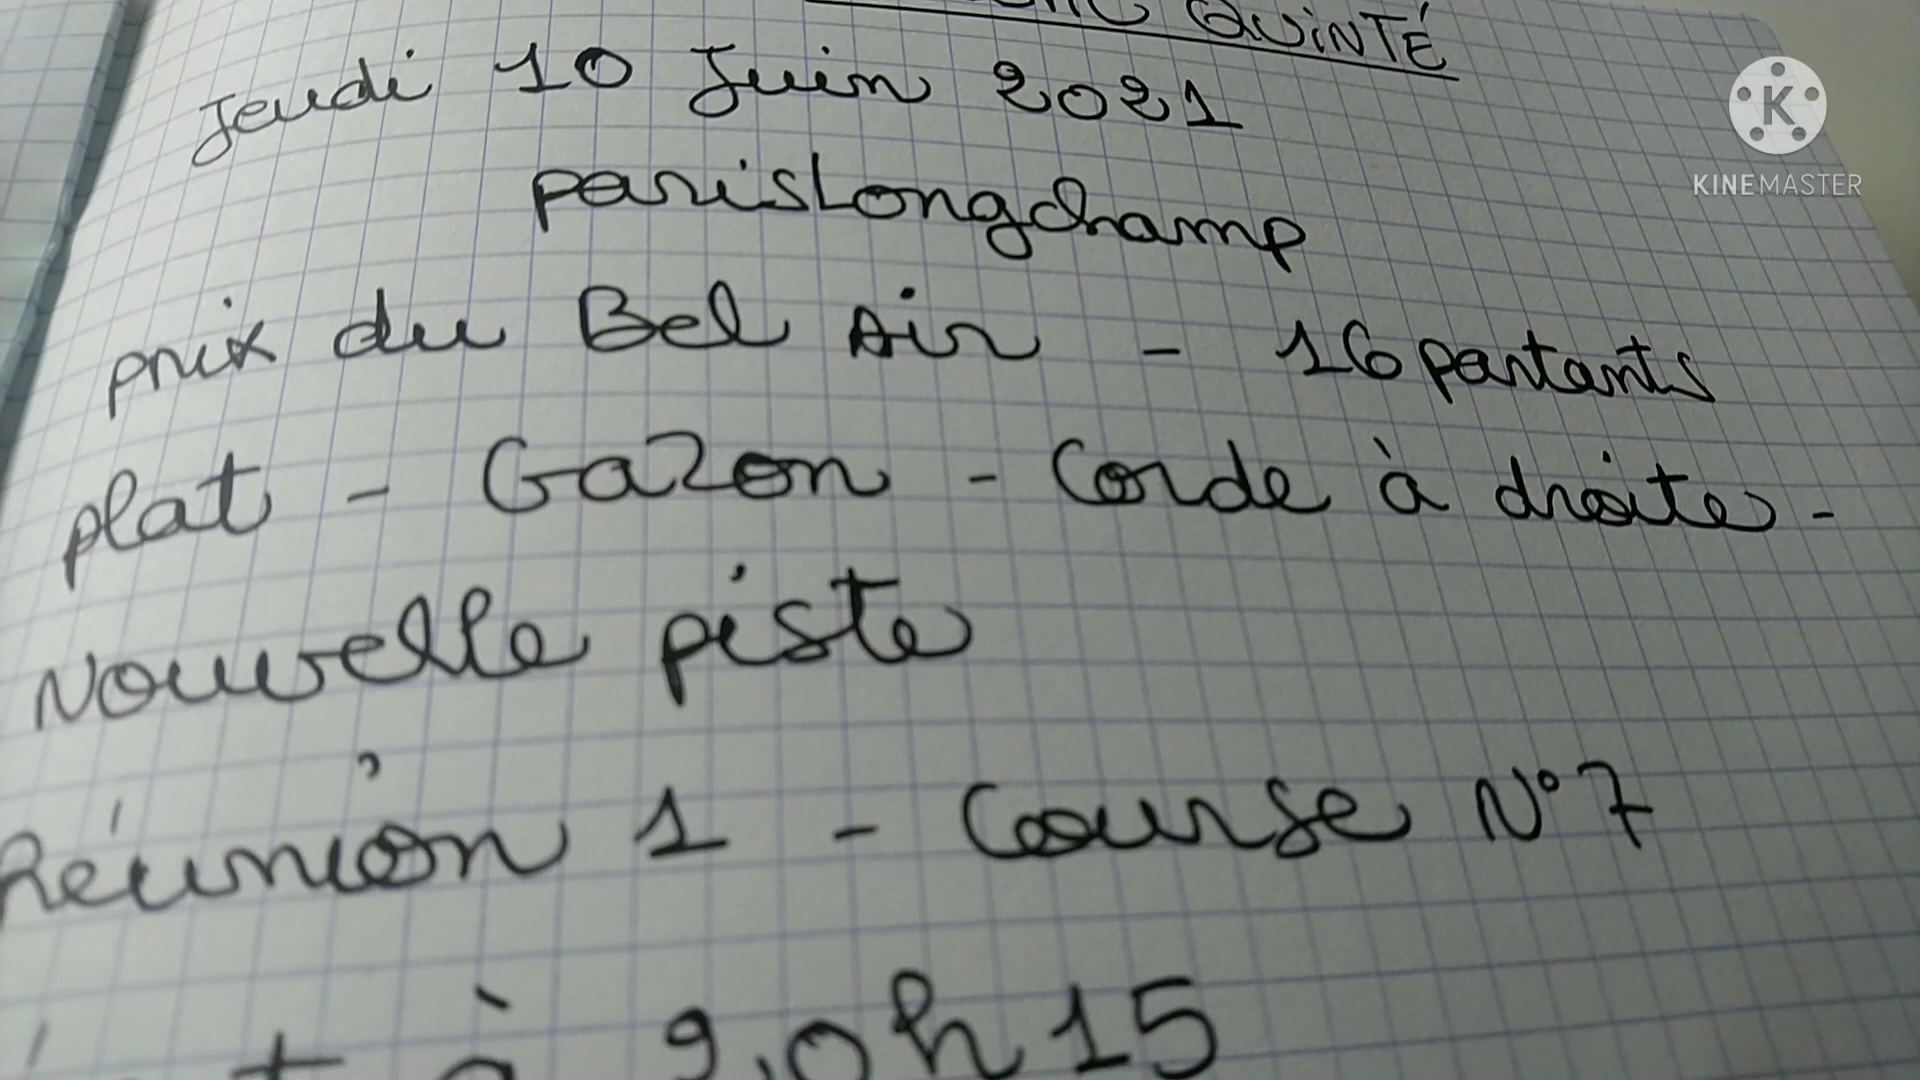 QUINTÉ
Jeudi 10 Juin 2021
parisLongchamp
prix du Bel Air - 16 partants
plat - Gazon - Corde à droite -
Nouvelle piste
Réunion 1 - Course N°7
à 20h15
KINEMASTER